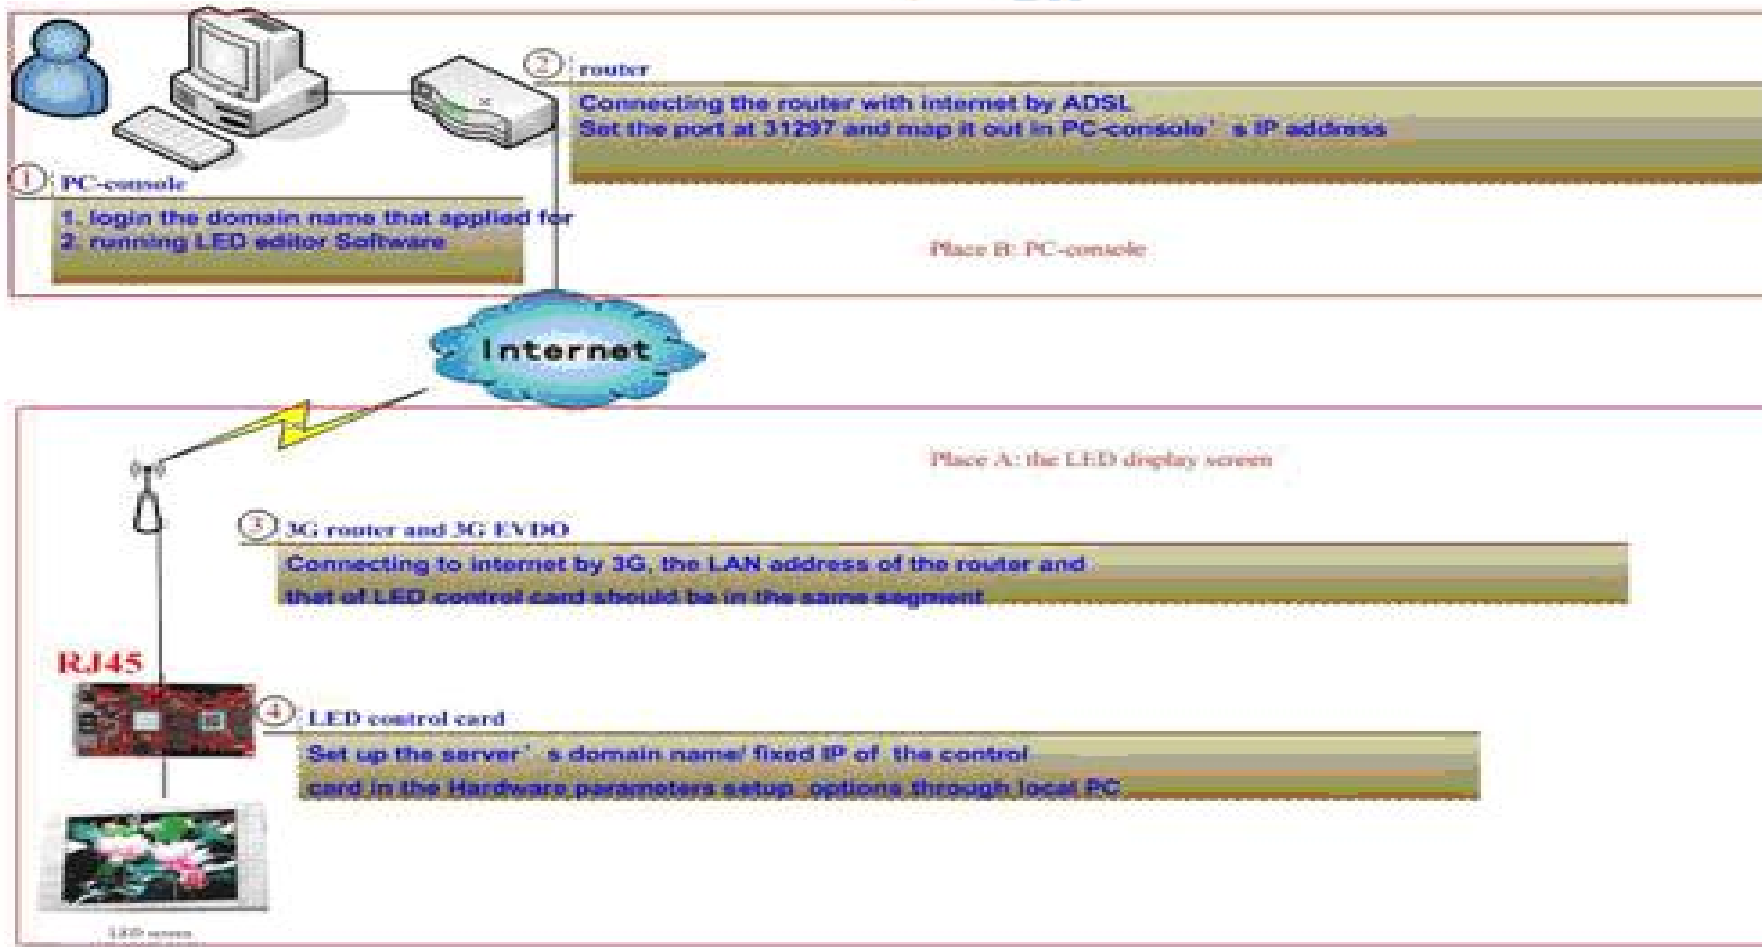 2 router
Connecting the router with internet by ADSL
Set the port at 31297 and map it out in PC-console’ s IP address
1 PC-console
1. login the domain name that applied for
2. running LED editor Software
Place B: PC-console
Internet
Place A: the LED display screen
3 3G router and 3G EVDO
Connecting to internet by 3G, the LAN address of the router and
that of LED control card should be in the same segment
RJ45
4 LED control card
Set up the server’ s domain name/ fixed IP of the control
card in the Hardware parameters setup options through local PC
LED screen